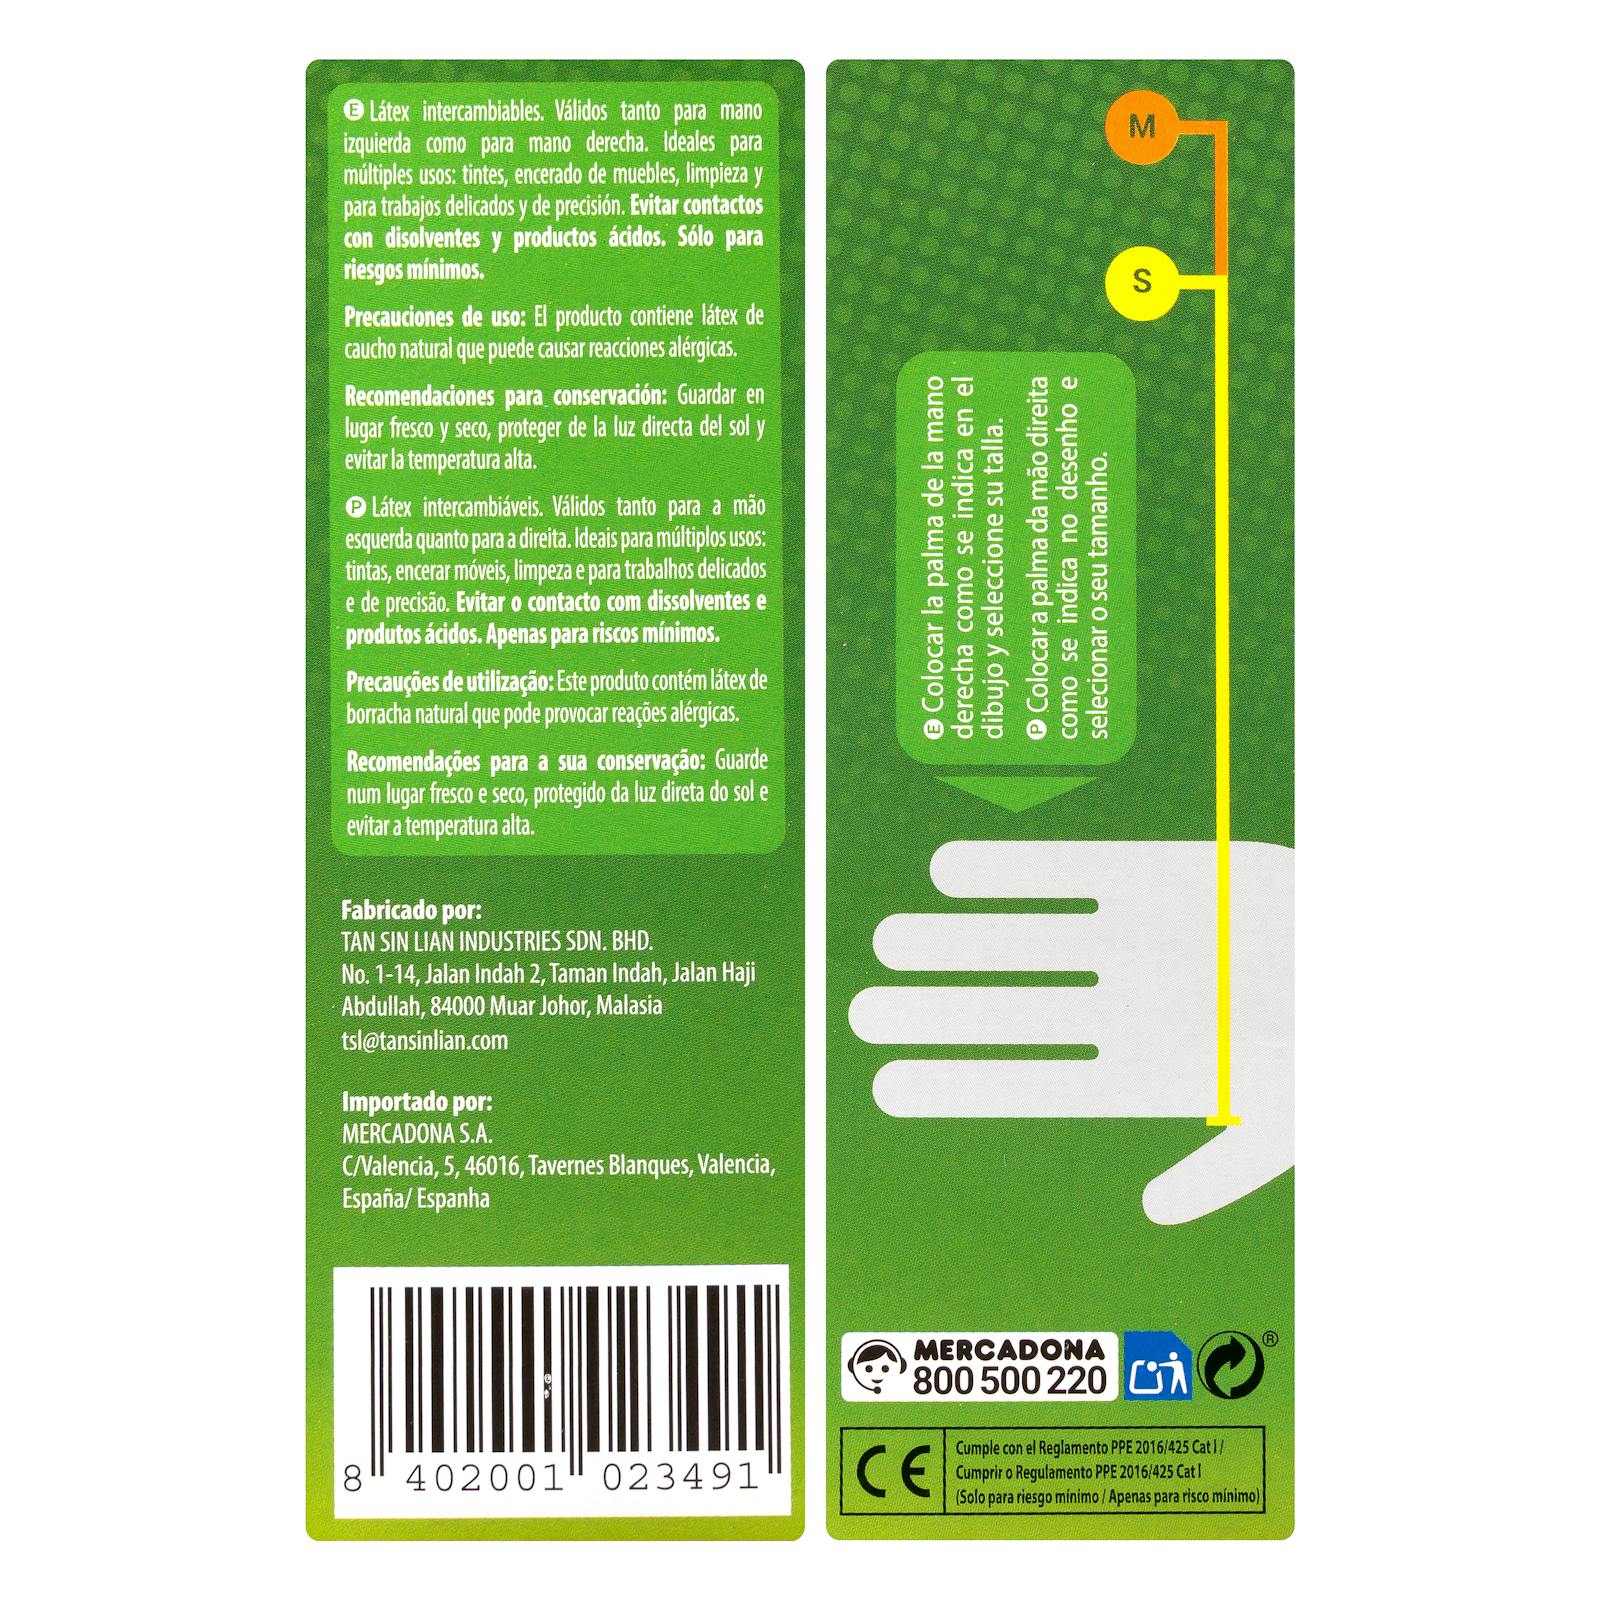 E Látex intercambiables. Válidos tanto para mano
izquierda como para mano derecha. Ideales para
múltiples usos: tintes, encerado de muebles, limpieza y
para trabajos delicados y de precisión. Evitar contactos
con disolventes y productos ácidos. Sólo para
riesgos mínimos.
Precauciones de uso: El producto contiene látex de
caucho natural que puede causar reacciones alérgicas.
Recomendaciones para conservación: Guardar en
lugar fresco y seco, proteger de la luz directa del sol y
evitar la temperatura alta.
P Látex intercambiáveis. Válidos tanto para a mão
esquerda quanto para a direita. Ideais para múltiplos usos:
tintas, encerar móveis, limpeza e para trabalhos delicados
e de precisão. Evitar o contacto com dissolventes e
produtos ácidos. Apenas para riscos mínimos.
Precauções de utilização: Este produto contém látex de
borracha natural que pode provocar reações alérgicas.
Recomendações para a sua conservação: Guarde
num lugar fresco e seco, protegido da luz direta do sol e
evitar a temperatura alta.
Fabricado por:
TAN SIN LIAN INDUSTRIES SDN. BHD.
No. 1-14, Jalan Indah 2, Taman Indah, Jalan Haji
Abdullah, 84000 Muar Johor, Malasia
tsl@tansinlian.com
Importado por:
MERCADONA S.A.
C/Valencia, 5, 46016, Tavernes Blanques, Valencia,
España/ Espanha
8 402001 023491
M
S
E Colocar la palma de la mano
derecha como se indica en el
dibujo y seleccione su talla.
P Colocar a palma da mão direita
como se indica no desenho e
selecionar o seu tamanho.
MERCADONA
800 500 220
®
CE
Cumple con el Reglamento PPE 2016/425 Cat I /
Cumprir o Regulamento PPE 2016/425 Cat I
(Solo para riesgo mínimo / Apenas para risco mínimo)